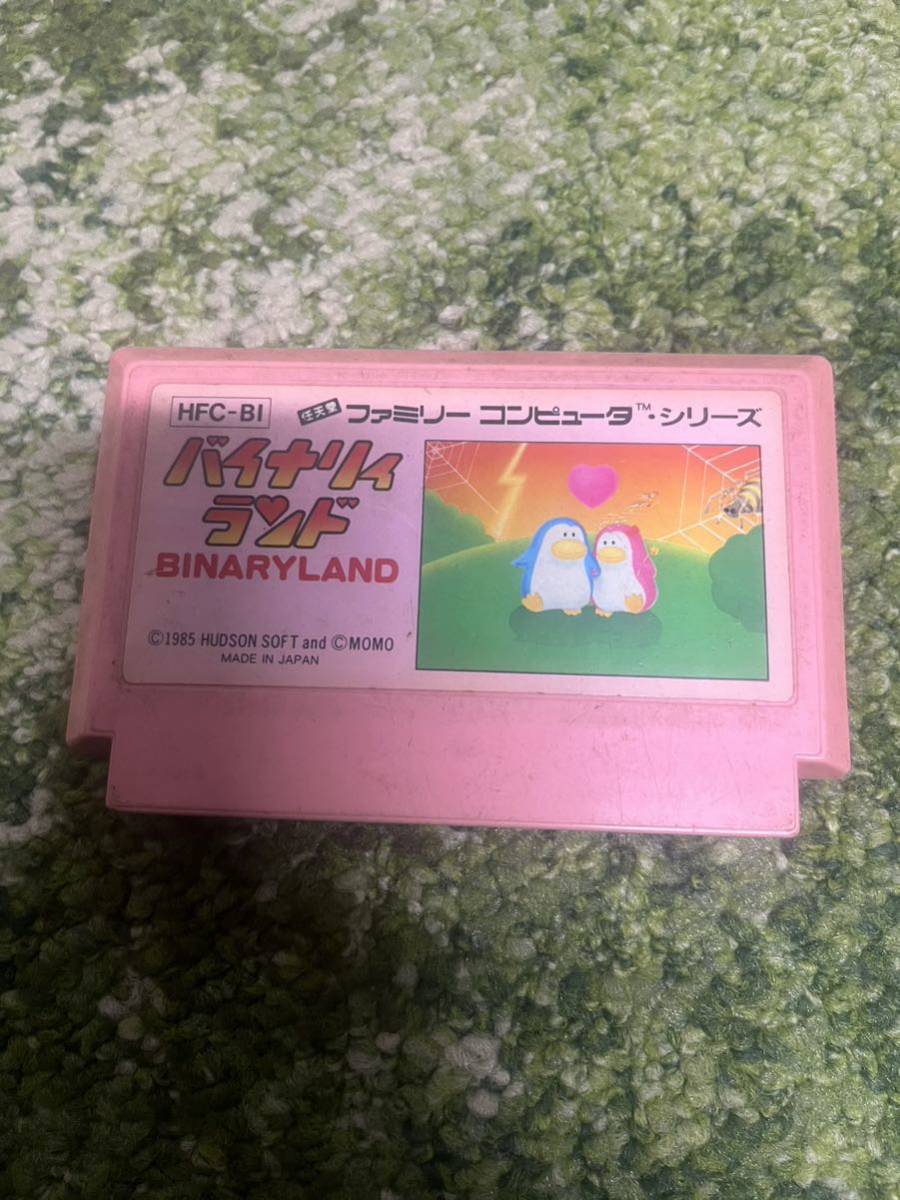 HFC-BI
任天堂 ファミリー コンピュータ™・シリーズ
バイナリィ
ランド
BINARYLAND
©1985 HUDSON SOFT and ©MOMO
MADE IN JAPAN